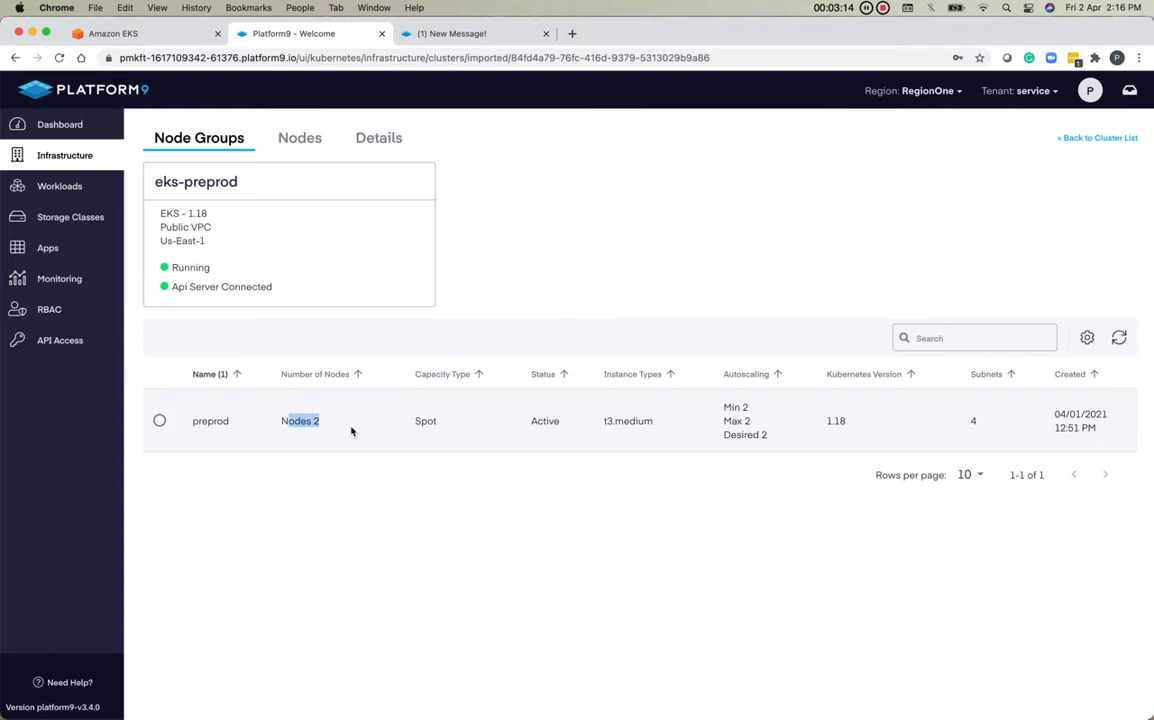 Chrome File Edit View History Bookmarks People Tab Window Help 00:03:14 Fri 2 Apr 2:16 PM
Amazon EKS Platform9 - Welcome (1) New Message!
pmkft-1617109342-61376.platform9.io/ui/kubernetes/infrastructure/clusters/imported/84fd4a79-76fc-416d-9379-5313029b9a86 1 P
PLATFORM9 Region: RegionOne Tenant: service P
Dashboard
Infrastructure
Workloads
Storage Classes
Apps
Monitoring
RBAC
API Access
Need Help?
Version platform9-v3.4.0
Node Groups Nodes Details « Back to Cluster List
eks-preprod
EKS - 1.18
Public VPC
Us-East-1
Running
Api Server Connected
Search
Name (1) Number of Nodes Capacity Type Status Instance Types Autoscaling Kubernetes Version Subnets Created
preprod Nodes 2 Spot Active t3.medium
Min 2
Max 2
Desired 2
1.18 4
04/01/2021
12:51 PM
Rows per page: 10 1-1 of 1